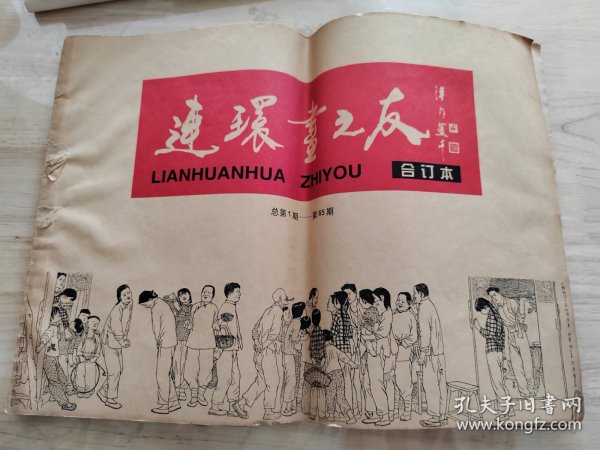 連環畫之友
LIANHUANHUA ZHIYOU
合订本
总第1期——第65期
孔夫子旧书网
www.kongfz.com